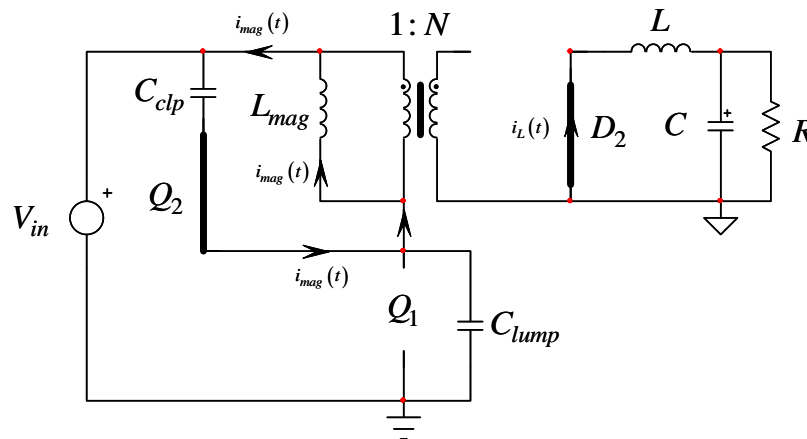 i_mag(t)
1:N
L
C_clp
L_mag
i_L(t)
D_2
C
+
R
i_mag(t)
+
V_in
Q_2
i_mag(t)
Q_1
C_lump